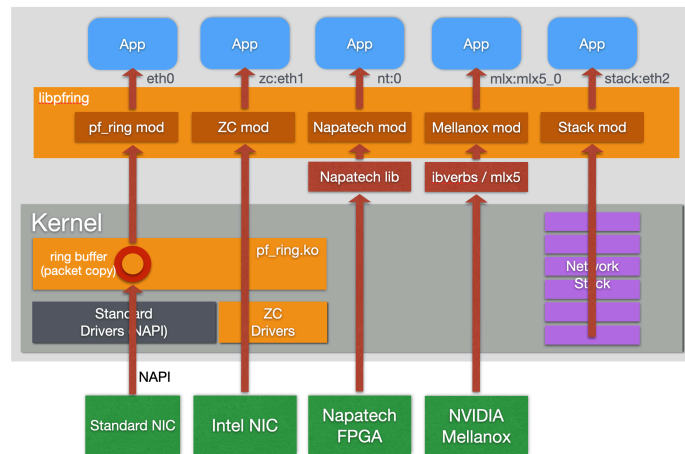 App
App
App
App
App
eth0
zc:eth1
nt:0
mlx:mlx5_0
stack:eth2
libpfring
pf_ring mod
ZC mod
Napatech mod
Mellanox mod
Stack mod
Napatech lib
ibverbs / mlx5
Kernel
ring buffer
(packet copy)
pf_ring.ko
Network
Stack
Standard
Drivers (NAPI)
ZC
Drivers
NAPI
Standard NIC
Intel NIC
Napatech
FPGA
NVIDIA
Mellanox